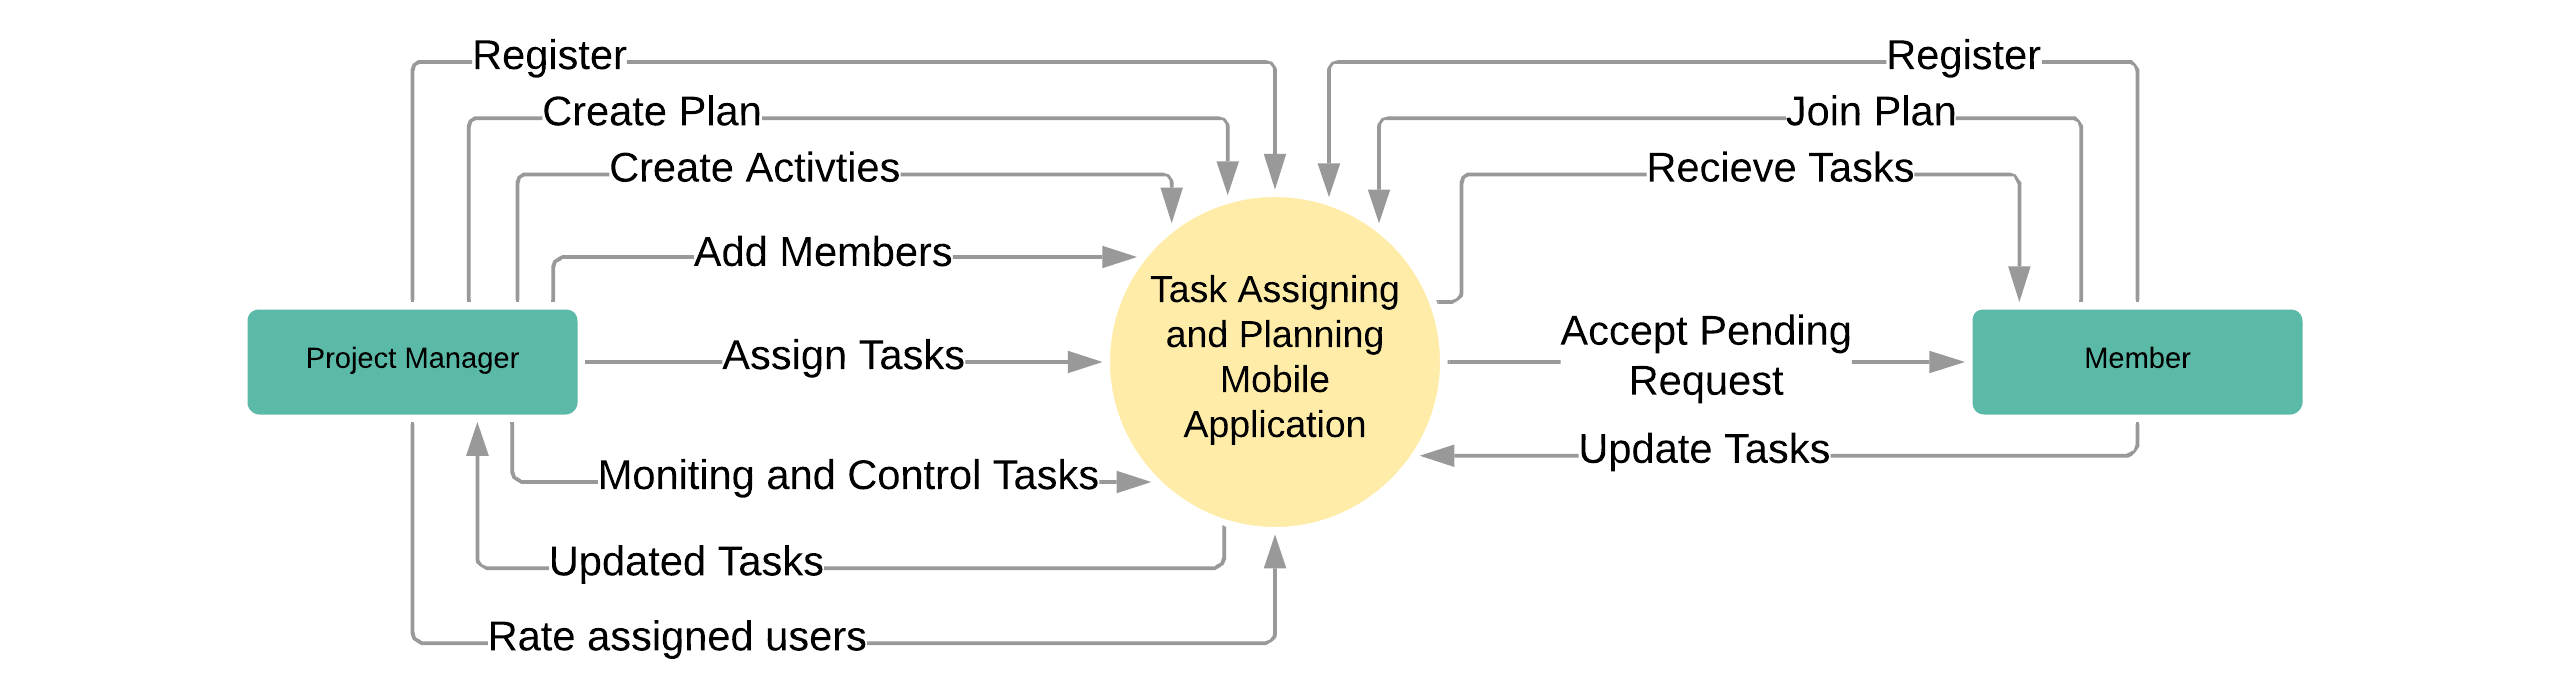 Register
Register
Create Plan
Join Plan
Create Activties
Recieve Tasks
Add Members
Task Assigning
and Planning
Mobile
Application
Project Manager
Assign Tasks
Accept Pending
Request
Member
Moniting and Control Tasks
Update Tasks
Updated Tasks
Rate assigned users